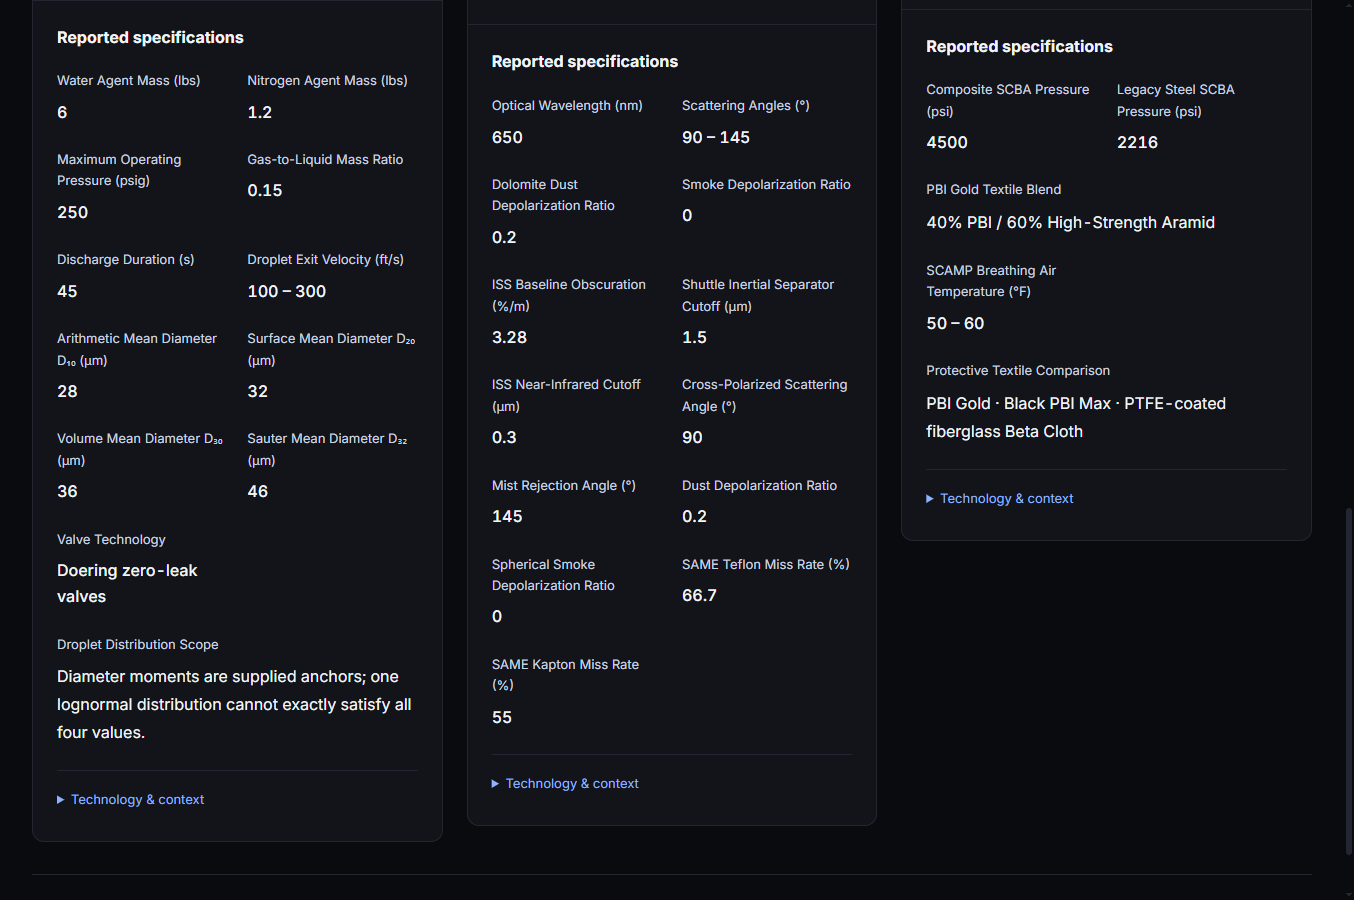 Reported specifications
Water Agent Mass (lbs)
6
Nitrogen Agent Mass (lbs)
1.2
Maximum Operating
Pressure (psig)
250
Gas-to-Liquid Mass Ratio
0.15
Discharge Duration (s)
45
Droplet Exit Velocity (ft/s)
100 – 300
Arithmetic Mean Diameter
D₁₀ (μm)
28
Surface Mean Diameter D₂₀
(μm)
32
Volume Mean Diameter D₃₀
(μm)
36
Sauter Mean Diameter D₃₂
(μm)
46
Valve Technology
Doering zero-leak
valves
Droplet Distribution Scope
Diameter moments are supplied anchors; one
lognormal distribution cannot exactly satisfy all
four values.
▶ Technology & context
Reported specifications
Optical Wavelength (nm)
650
Scattering Angles (°)
90 – 145
Dolomite Dust
Depolarization Ratio
0.2
Smoke Depolarization Ratio
0
ISS Baseline Obscuration
(%/m)
3.28
Shuttle Inertial Separator
Cutoff (μm)
1.5
ISS Near-Infrared Cutoff
(μm)
0.3
Cross-Polarized Scattering
Angle (°)
90
Mist Rejection Angle (°)
145
Dust Depolarization Ratio
0.2
Spherical Smoke
Depolarization Ratio
0
SAME Teflon Miss Rate (%)
66.7
SAME Kapton Miss Rate
(%)
55
▶ Technology & context
Reported specifications
Composite SCBA Pressure
(psi)
4500
Legacy Steel SCBA
Pressure (psi)
2216
PBI Gold Textile Blend
40% PBI / 60% High-Strength Aramid
SCAMP Breathing Air
Temperature (°F)
50 – 60
Protective Textile Comparison
PBI Gold · Black PBI Max · PTFE-coated
fiberglass Beta Cloth
▶ Technology & context